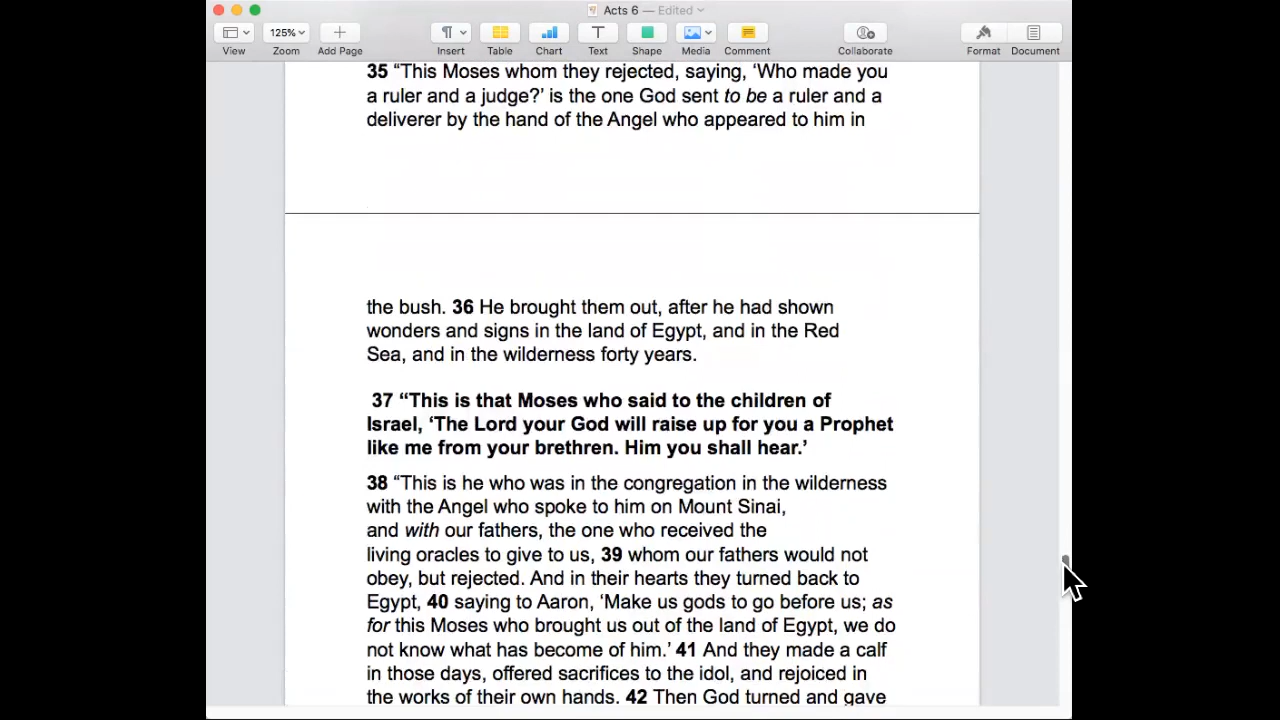 Acts 6 — Edited
View
125%
Zoom
Add Page
Insert
Table
Chart
Text
Shape
Media
Comment
Collaborate
Format
Document
35 “This Moses whom they rejected, saying, ‘Who made you
a ruler and a judge?’ is the one God sent to be a ruler and a
deliverer by the hand of the Angel who appeared to him in
the bush. 36 He brought them out, after he had shown
wonders and signs in the land of Egypt, and in the Red
Sea, and in the wilderness forty years.
37 “This is that Moses who said to the children of
Israel, ‘The Lord your God will raise up for you a Prophet
like me from your brethren. Him you shall hear.’
38 “This is he who was in the congregation in the wilderness
with the Angel who spoke to him on Mount Sinai,
and with our fathers, the one who received the
living oracles to give to us, 39 whom our fathers would not
obey, but rejected. And in their hearts they turned back to
Egypt, 40 saying to Aaron, ‘Make us gods to go before us; as
for this Moses who brought us out of the land of Egypt, we do
not know what has become of him.’ 41 And they made a calf
in those days, offered sacrifices to the idol, and rejoiced in
the works of their own hands. 42 Then God turned and gave